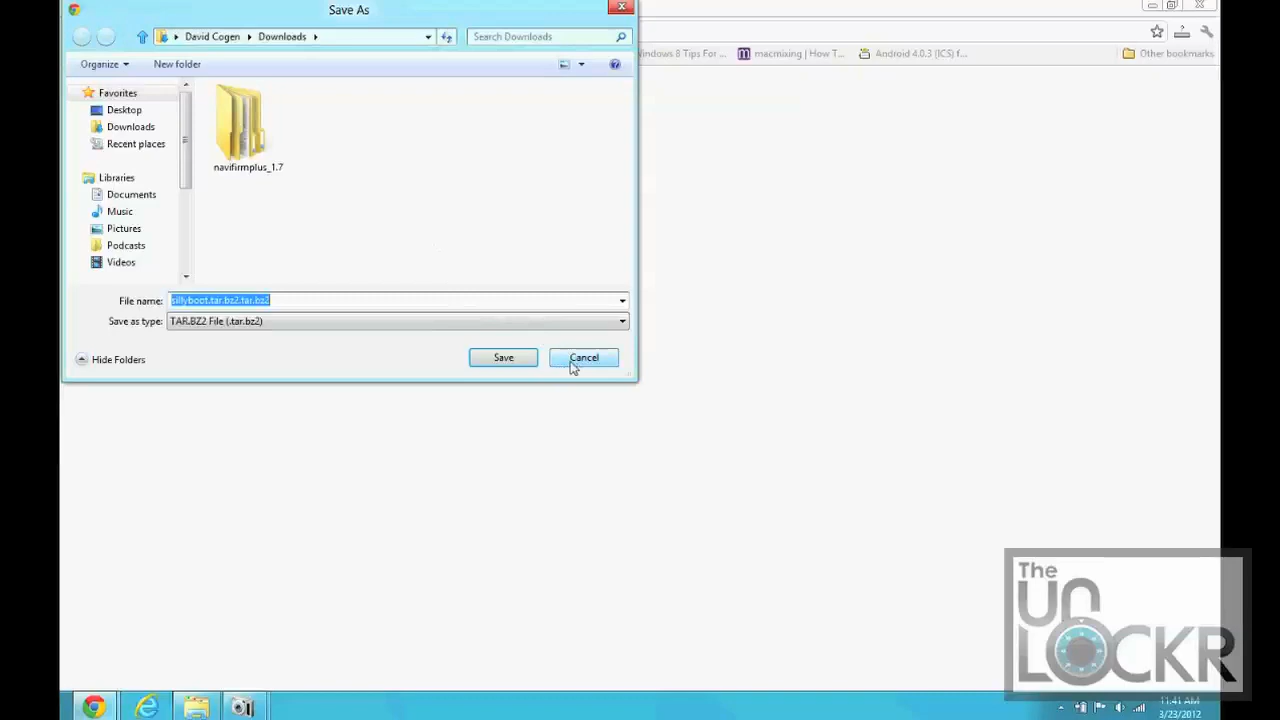 Save As
David Cogen
Downloads
Search Downloads
Windows 8 Tips For ...
macmixing | How T...
Android 4.0.3 (ICS) f...
Other bookmarks
Organize
New folder
Favorites
Desktop
Downloads
Recent places
Libraries
Documents
Music
Pictures
Podcasts
Videos
navifirmplus_1.7
File name:
sillyboot.tar.bz2.tar.bz2
Save as type:
TAR.BZ2 File (.tar.bz2)
Hide Folders
Save
Cancel
The
UN
LOCKR
11:41 AM
3/23/2012